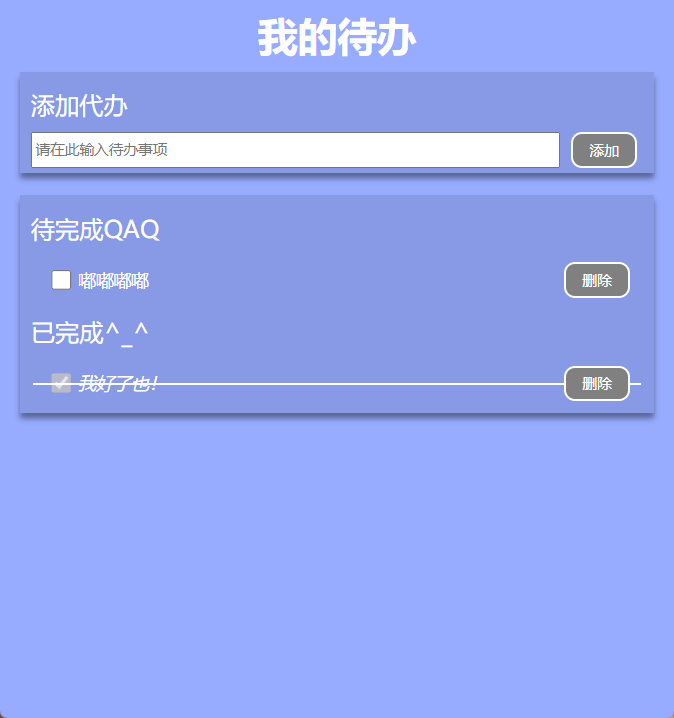 我的待办
添加代办
请在此输入待办事项 添加
待完成QAQ
嘟嘟嘟嘟 删除
已完成^_^
我好了也! 删除